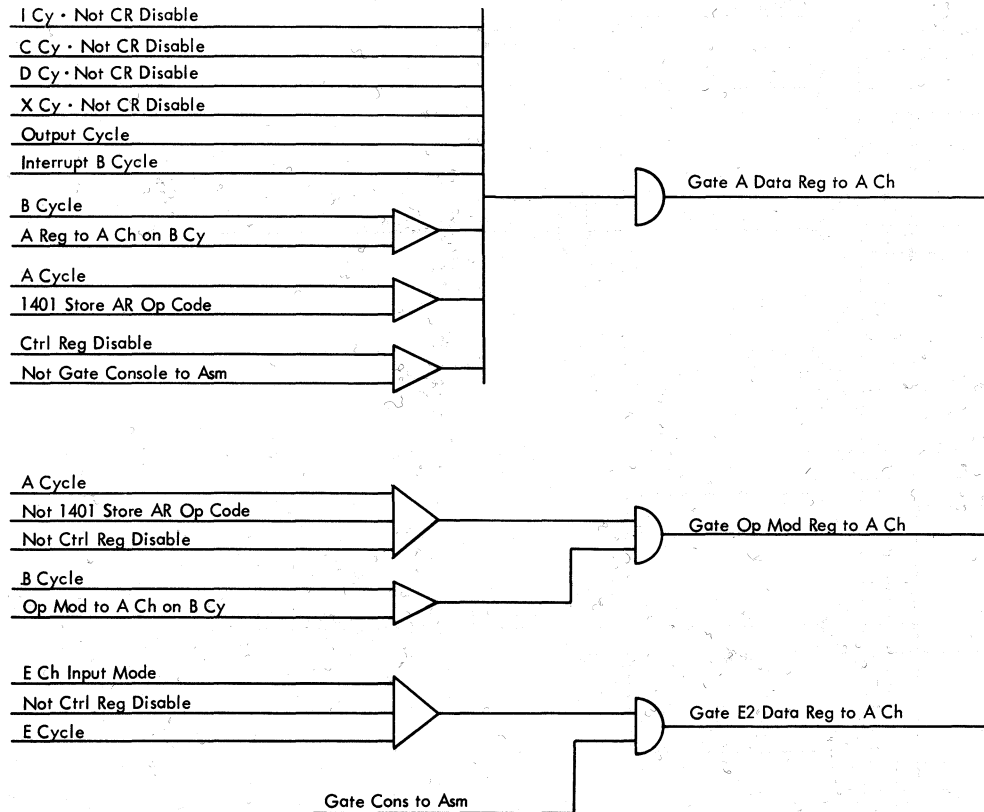 I Cy · Not CR Disable
C Cy · Not CR Disable
D Cy · Not CR Disable
X Cy · Not CR Disable
Output Cycle
Interrupt B Cycle
Gate A Data Reg to A Ch
B Cycle
A Reg to A Ch on B Cy
A Cycle
1401 Store AR Op Code
Ctrl Reg Disable
Not Gate Console to Asm
A Cycle
Not 1401 Store AR Op Code
Not Ctrl Reg Disable
Gate Op Mod Reg to A Ch
B Cycle
Op Mod to A Ch on B Cy
E Ch Input Mode
Not Ctrl Reg Disable
E Cycle
Gate E2 Data Reg to A Ch
Gate Cons to Asm